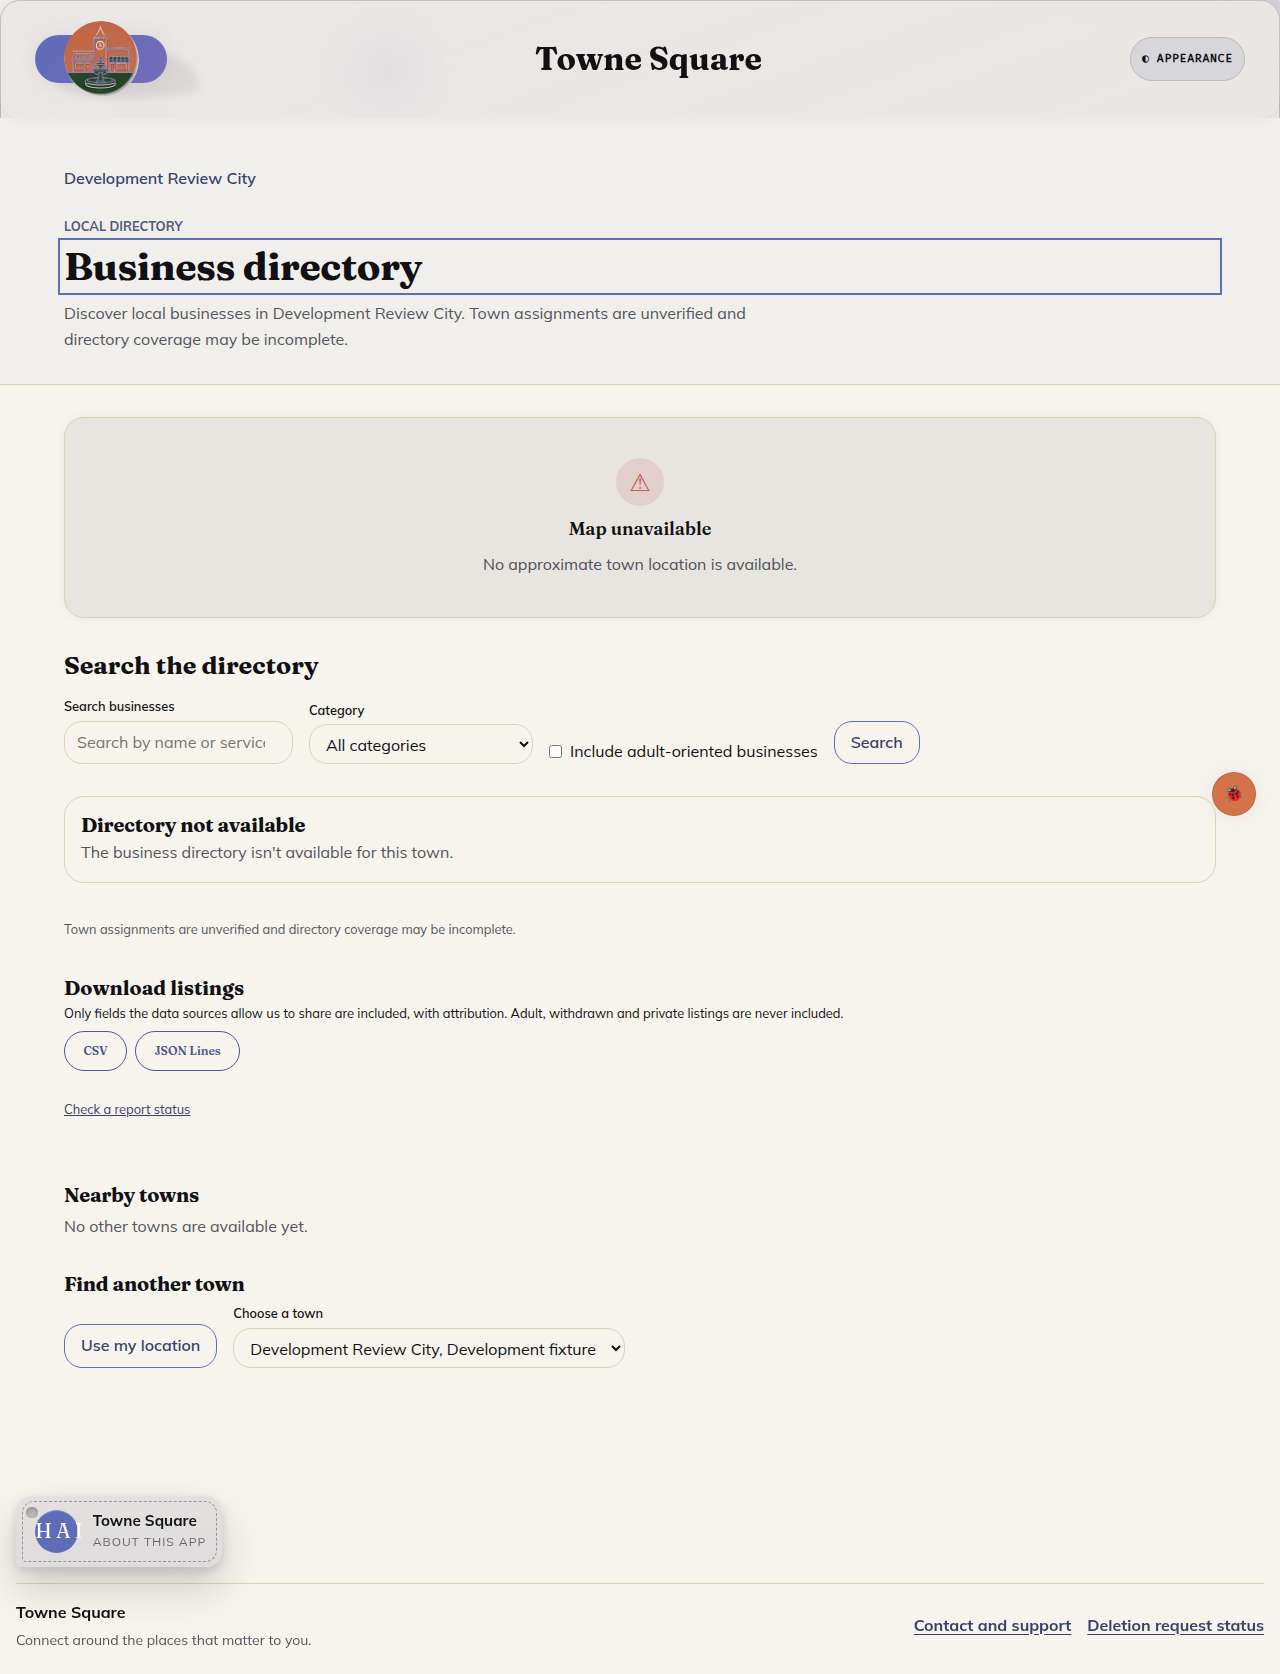 Towne Square
◐ APPEARANCE
Development Review City
LOCAL DIRECTORY
Business directory
Discover local businesses in Development Review City. Town assignments are unverified and
directory coverage may be incomplete.
Map unavailable
No approximate town location is available.
Search the directory
Search businesses
Category
Search by name or servic
All categories
Include adult-oriented businesses
Search
Directory not available
The business directory isn't available for this town.
Town assignments are unverified and directory coverage may be incomplete.
Download listings
Only fields the data sources allow us to share are included, with attribution. Adult, withdrawn and private listings are never included.
CSV
JSON Lines
Check a report status
Nearby towns
No other towns are available yet.
Find another town
Choose a town
Use my location
Development Review City, Development fixture
HAI
Towne Square
ABOUT THIS APP
Towne Square
Connect around the places that matter to you.
Contact and support
Deletion request status